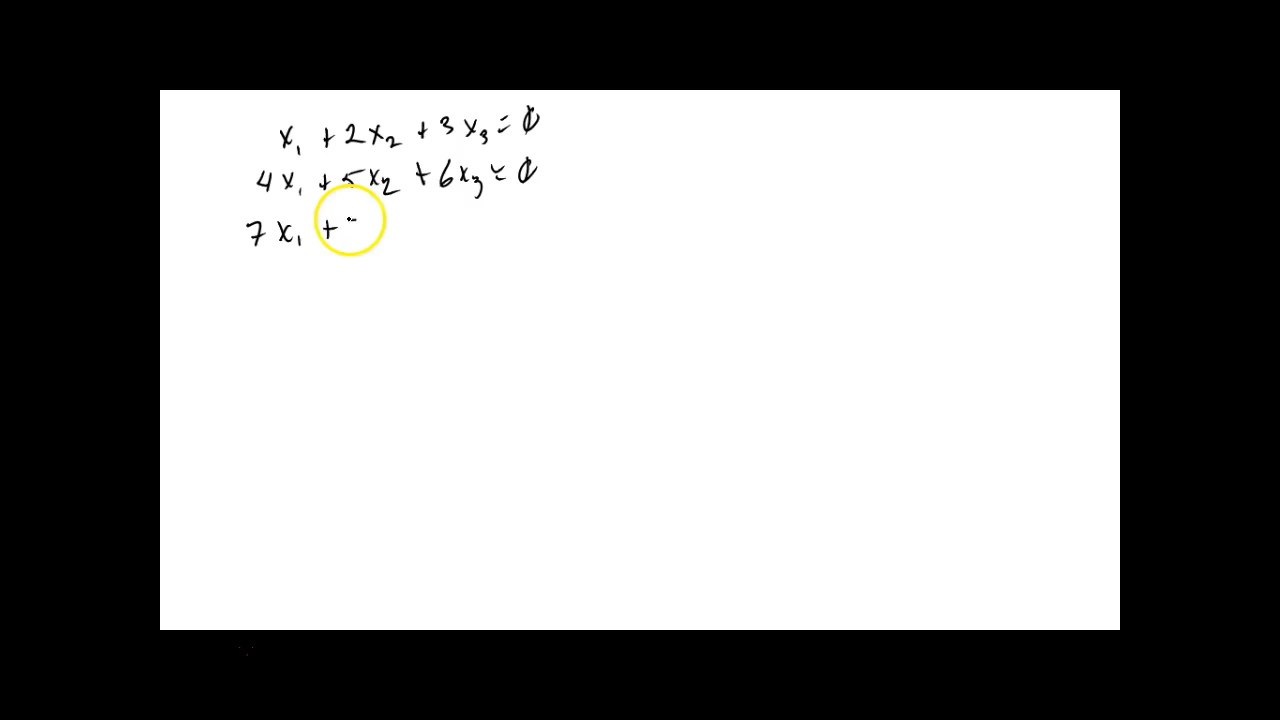 x₁ + 2x₂ + 3x₃ = 0
4x₁ + 5x₂ + 6x₃ = 0
7x₁ +